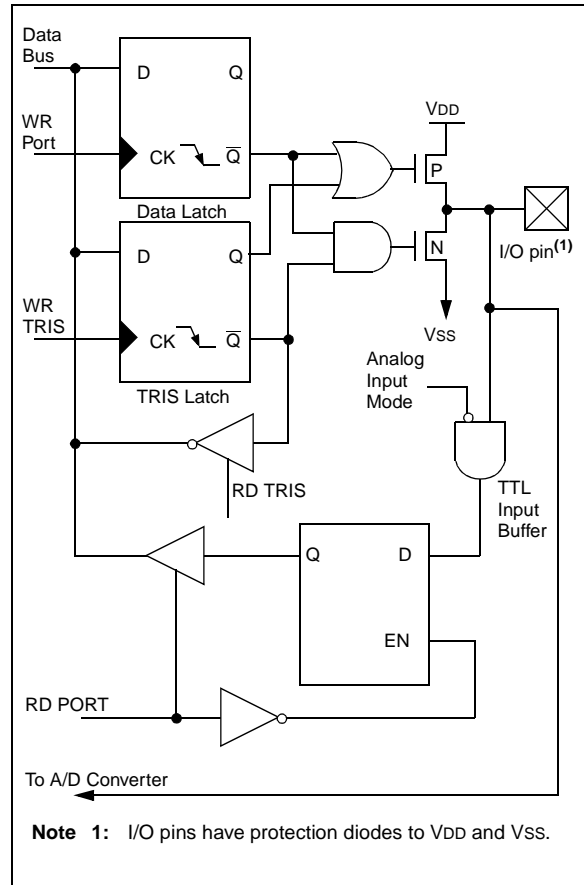 Data
Bus
D
Q
WR
Port
CK
Q
Data Latch
VDD
P
I/O pin(1)
D
Q
N
WR
TRIS
CK
Q
TRIS Latch
VSS
Analog
Input
Mode
RD TRIS
TTL
Input
Buffer
Q
D
EN
RD PORT
To A/D Converter
Note 1: I/O pins have protection diodes to VDD and VSS.